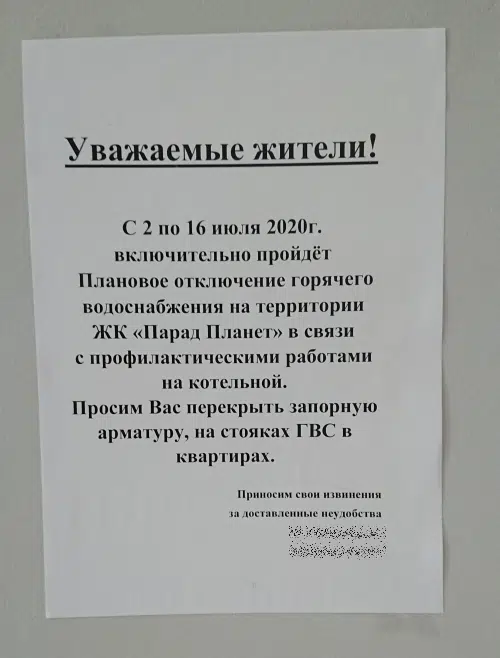 Уважаемые жители!
С 2 по 16 июля 2020г.
включительно пройдёт
Плановое отключение горячего
водоснабжения на территории
ЖК «Парад Планет» в связи
с профилактическими работами
на котельной.
Просим Вас перекрыть запорную
арматуру, на стояках ГВС в
квартирах.
Приносим свои извинения
за доставленные неудобства